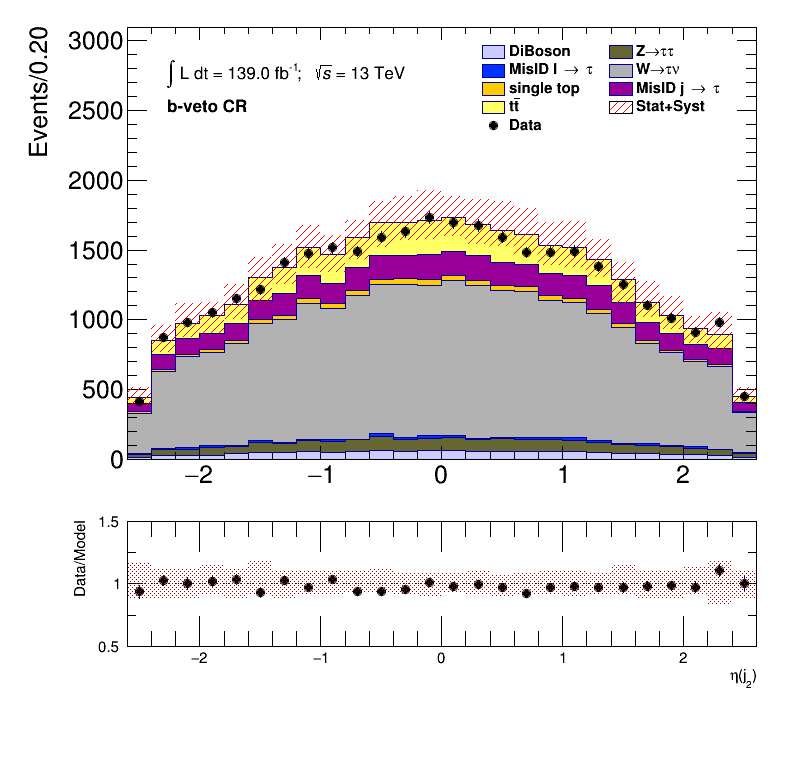 Events/0.20
3000
2500
2000
1500
1000
500
0
∫ L dt = 139.0 fb⁻¹; √s = 13 TeV
b-veto CR
DiBoson
Z→ττ
MisID l → τ
W→τν
single top
MisID j → τ
tt̄
Stat+Syst
Data
−2 −1 0 1 2
Data/Model
1.5
1
0.5
−2 −1 0 1 2
η(j₂)